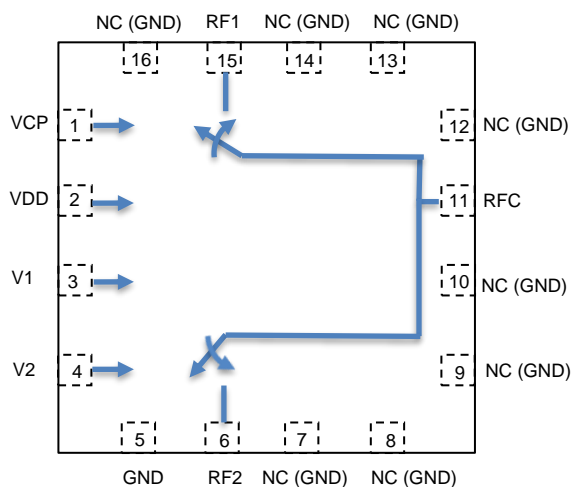 NC (GND) RF1 NC (GND) NC (GND)
16 15 14 13
VCP 1 12 NC (GND)
VDD 2 11 RFC
V1 3 10 NC (GND)
V2 4 9 NC (GND)
5 6 7 8
GND RF2 NC (GND) NC (GND)